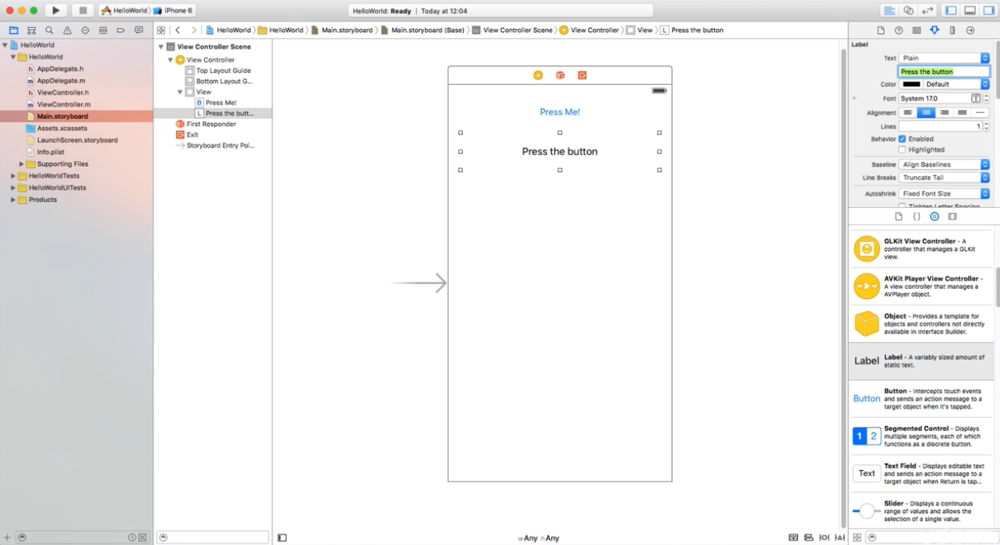 HelloWorld
iPhone 6
HelloWorld: Ready | Today at 12:04
HelloWorld
HelloWorld
Main.storyboard
Main.storyboard (Base)
View Controller Scene
View Controller
View
L Press the button
HelloWorld
HelloWorld
h AppDelegate.h
m AppDelegate.m
h ViewController.h
m ViewController.m
Main.storyboard
Assets.xcassets
LaunchScreen.storyboard
Info.plist
Supporting Files
HelloWorldTests
HelloWorldUITests
Products
View Controller Scene
View Controller
Top Layout Guide
Bottom Layout G...
View
B Press Me!
L Press the butt...
First Responder
Exit
Storyboard Entry Poi...
Press Me!
Press the button
wAny hAny
Label
Text Plain
Press the button
Color Default
Font System 17.0
Alignment
Lines 1
Behavior Enabled
Highlighted
Baseline Align Baselines
Line Breaks Truncate Tail
Autoshrink Fixed Font Size
Tighten Letter Spacing
GLKit View Controller - A
controller that manages a GLKit
view.
AVKit Player View Controller -
A view controller that manages a
AVPlayer object.
Object - Provides a template for
objects and controllers not directly
available in Interface Builder.
Label
Label - A variably sized amount of
static text.
Button
Button - Intercepts touch events
and sends an action message to a
target object when it's tapped.
1 2
Segmented Control - Displays
multiple segments, each of which
functions as a discrete button.
Text
Text Field - Displays editable text
and sends an action message to a
target object when Return is tap...
Slider - Displays a continuous
range of values and allows the
selection of a single value.